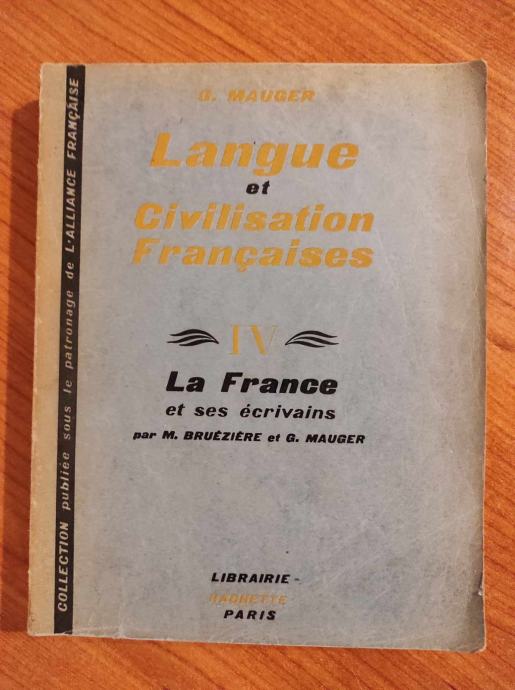 COLLECTION publiée sous le patronage de L'ALLIANCE FRANÇAISE
G. MAUGER
Langue
et
Civilisation
Françaises
IV
La France
et ses écrivains
par M. BRUÉZIÈRE et G. MAUGER
LIBRAIRIE
HACHETTE
PARIS